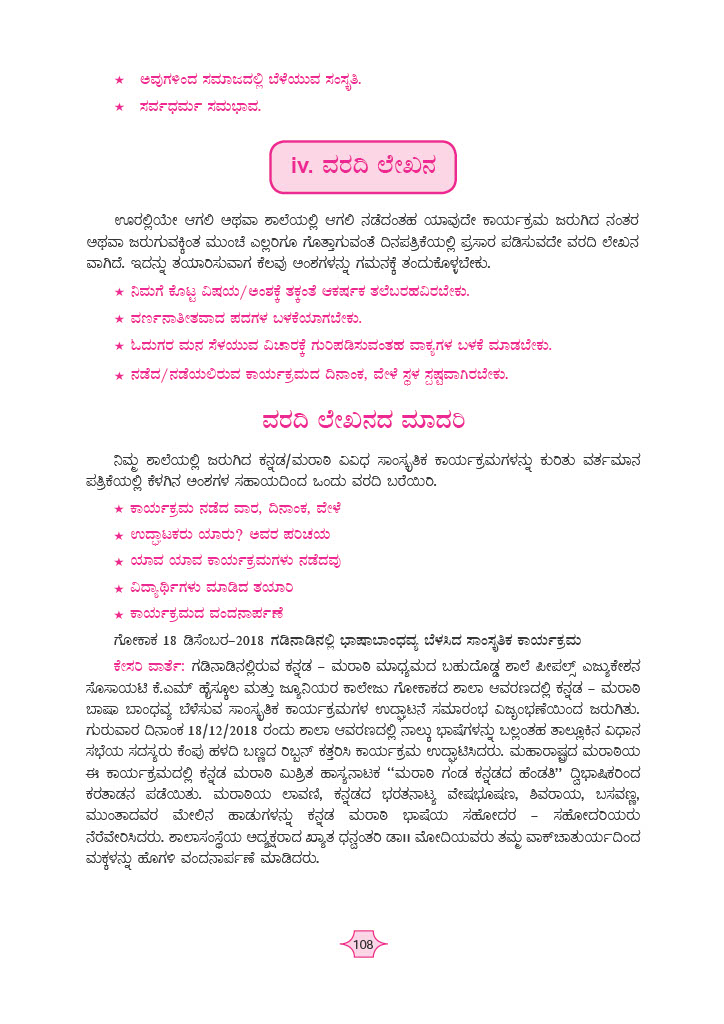 ★ ಅವುಗಳಿಂದ ಸಮಾಜದಲ್ಲಿ ಬೆಳೆಯುವ ಸಂಸ್ಕೃತಿ.
★ ಸರ್ವಧರ್ಮ ಸಮಭಾವ.
iv. ವರದಿ ಲೇಖನ
ಊರಲ್ಲಿಯೇ ಆಗಲಿ ಅಥವಾ ಶಾಲೆಯಲ್ಲಿ ಆಗಲಿ ನಡೆದಂತಹ ಯಾವುದೇ ಕಾರ್ಯಕ್ರಮ ಜರುಗಿದ ನಂತರ
ಅಥವಾ ಜರುಗುವಕ್ಕಿಂತ ಮುಂಚೆ ಎಲ್ಲರಿಗೂ ಗೊತ್ತಾಗುವಂತೆ ದಿನಪತ್ರಿಕೆಯಲ್ಲಿ ಪ್ರಸಾರ ಪಡಿಸುವದೇ ವರದಿ ಲೇಖನ
ವಾಗಿದೆ. ಇದನ್ನು ತಯಾರಿಸುವಾಗ ಕೆಲವು ಅಂಶಗಳನ್ನು ಗಮನಕ್ಕೆ ತಂದುಕೊಳ್ಳಬೇಕು.
★ ನಿಮಗೆ ಕೊಟ್ಟ ವಿಷಯ/ಅಂಶಕ್ಕೆ ತಕ್ಕಂತೆ ಆಕರ್ಷಕ ತಲೆಬರಹವಿರಬೇಕು.
★ ವರ್ಣನಾತೀತವಾದ ಪದಗಳ ಬಳಕೆಯಾಗಬೇಕು.
★ ಓದುಗರ ಮನ ಸೆಳಯುವ ವಿಚಾರಕ್ಕೆ ಗುರಿಪಡಿಸುವಂತಹ ವಾಕ್ಯಗಳ ಬಳಕೆ ಮಾಡಬೇಕು.
★ ನಡೆದ/ನಡೆಯಲಿರುವ ಕಾರ್ಯಕ್ರಮದ ದಿನಾಂಕ, ವೇಳೆ ಸ್ಥಳ ಸ್ಪಷ್ಟವಾಗಿರಬೇಕು.
ವರದಿ ಲೇಖನದ ಮಾದರಿ
ನಿಮ್ಮ ಶಾಲೆಯಲ್ಲಿ ಜರುಗಿದ ಕನ್ನಡ/ಮರಾಠಿ ವಿವಿಧ ಸಾಂಸ್ಕೃತಿಕ ಕಾರ್ಯಕ್ರಮಗಳನ್ನು ಕುರಿತು ವರ್ತಮಾನ
ಪತ್ರಿಕೆಯಲ್ಲಿ ಕೆಳಗಿನ ಅಂಶಗಳ ಸಹಾಯದಿಂದ ಒಂದು ವರದಿ ಬರೆಯಿರಿ.
★ ಕಾರ್ಯಕ್ರಮ ನಡೆದ ವಾರ, ದಿನಾಂಕ, ವೇಳೆ
★ ಉದ್ಘಾಟಕರು ಯಾರು? ಅವರ ಪರಿಚಯ
★ ಯಾವ ಯಾವ ಕಾರ್ಯಕ್ರಮಗಳು ನಡೆದವು
★ ವಿದ್ಯಾರ್ಥಿಗಳು ಮಾಡಿದ ತಯಾರಿ
★ ಕಾರ್ಯಕ್ರಮದ ವಂದನಾರ್ಪಣೆ
ಗೋಕಾಕ 18 ಡಿಸೆಂಬರ–2018 ಗಡಿನಾಡಿನಲ್ಲಿ ಭಾಷಾಬಾಂಧವ್ಯ ಬೆಳಸಿದ ಸಾಂಸ್ಕೃತಿಕ ಕಾರ್ಯಕ್ರಮ
ಕೇಸರಿ ವಾರ್ತೆ: ಗಡಿನಾಡಿನಲ್ಲಿರುವ ಕನ್ನಡ – ಮರಾಠಿ ಮಾಧ್ಯಮದ ಬಹುದೊಡ್ಡ ಶಾಲೆ ಪೀಪಲ್ಸ್ ಎಜ್ಯುಕೇಶನ
ಸೊಸಾಯಟಿ ಕೆ.ಎಮ್ ಹೈಸ್ಕೂಲ ಮತ್ತು ಜ್ಯೂನಿಯರ ಕಾಲೇಜು ಗೋಕಾಕದ ಶಾಲಾ ಆವರಣದಲ್ಲಿ ಕನ್ನಡ – ಮರಾಠಿ
ಬಾಷಾ ಬಾಂಧವ್ಯ ಬೆಳೆಸುವ ಸಾಂಸ್ಕೃತಿಕ ಕಾರ್ಯಕ್ರಮಗಳ ಉದ್ಘಾಟನೆ ಸಮಾರಂಭ ವಿಜೃಂಭಣೆಯಿಂದ ಜರುಗಿತು.
ಗುರುವಾರ ದಿನಾಂಕ 18/12/2018 ರಂದು ಶಾಲಾ ಆವರಣದಲ್ಲಿ ನಾಲ್ಕು ಭಾಷೆಗಳನ್ನು ಬಲ್ಲಂತಹ ತಾಲ್ಲೂಕಿನ ವಿಧಾನ
ಸಭೆಯ ಸದಸ್ಯರು ಕೆಂಪು ಹಳದಿ ಬಣ್ಣದ ರಿಬ್ಬನ್ ಕತ್ತರಿಸಿ ಕಾರ್ಯಕ್ರಮ ಉದ್ಘಾಟಿಸಿದರು. ಮಹಾರಾಷ್ಟ್ರದ ಮರಾಠಿಯ
ಈ ಕಾರ್ಯಕ್ರಮದಲ್ಲಿ ಕನ್ನಡ ಮರಾಠಿ ಮಿಶ್ರಿತ ಹಾಸ್ಯನಾಟಕ “ಮರಾಠಿ ಗಂಡ ಕನ್ನಡದ ಹೆಂಡತಿ” ದ್ವಿಭಾಷಿಕರಿಂದ
ಕರತಾಡನ ಪಡೆಯಿತು. ಮರಾಠಿಯ ಲಾವಣಿ, ಕನ್ನಡದ ಭರತನಾಟ್ಯ ವೇಷಭೂಷಣ, ಶಿವರಾಯ, ಬಸವಣ್ಣ,
ಮುಂತಾದವರ ಮೇಲಿನ ಹಾಡುಗಳನ್ನು ಕನ್ನಡ ಮರಾಠಿ ಭಾಷೆಯ ಸಹೋದರ – ಸಹೋದರಿಯರು
ನೆರೆವೇರಿಸಿದರು. ಶಾಲಾಸಂಸ್ಥೆಯ ಆದ್ಯಕ್ಷರಾದ ಖ್ಯಾತ ಧನ್ವಂತರಿ ಡಾ॥ ಮೋದಿಯವರು ತಮ್ಮ ವಾಕ್‌ಚಾತುರ್ಯದಿಂದ
ಮಕ್ಕಳನ್ನು ಹೊಗಳಿ ವಂದನಾರ್ಪಣೆ ಮಾಡಿದರು.
108